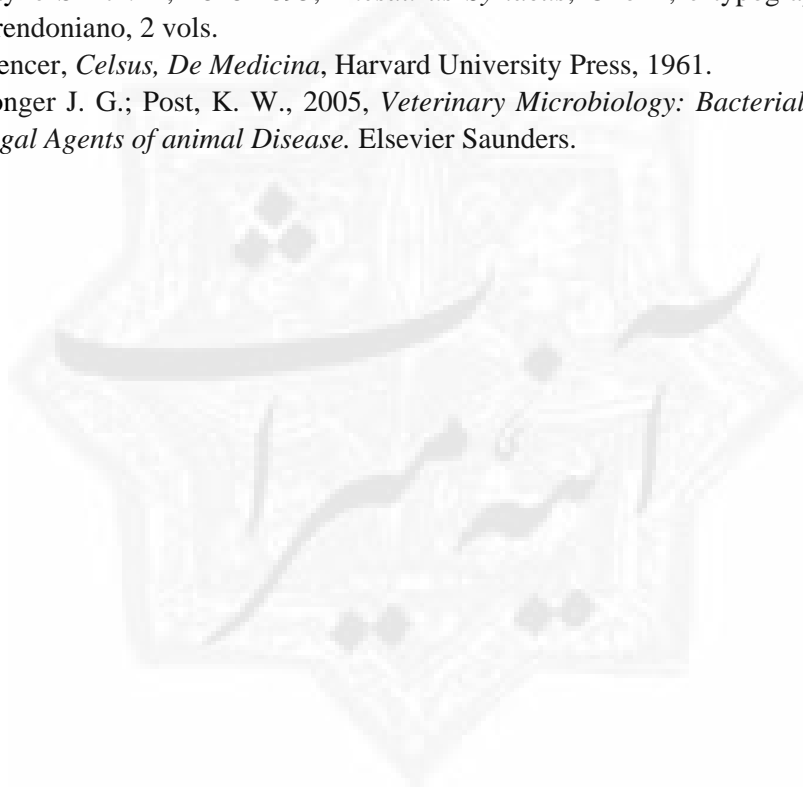 rendoniano, 2 vols.
encer, Celsus, De Medicina, Harvard University Press, 1961.
onger J. G.; Post, K. W., 2005, Veterinary Microbiology: Bacterial
gal Agents of animal Disease. Elsevier Saunders.
آینه میراث